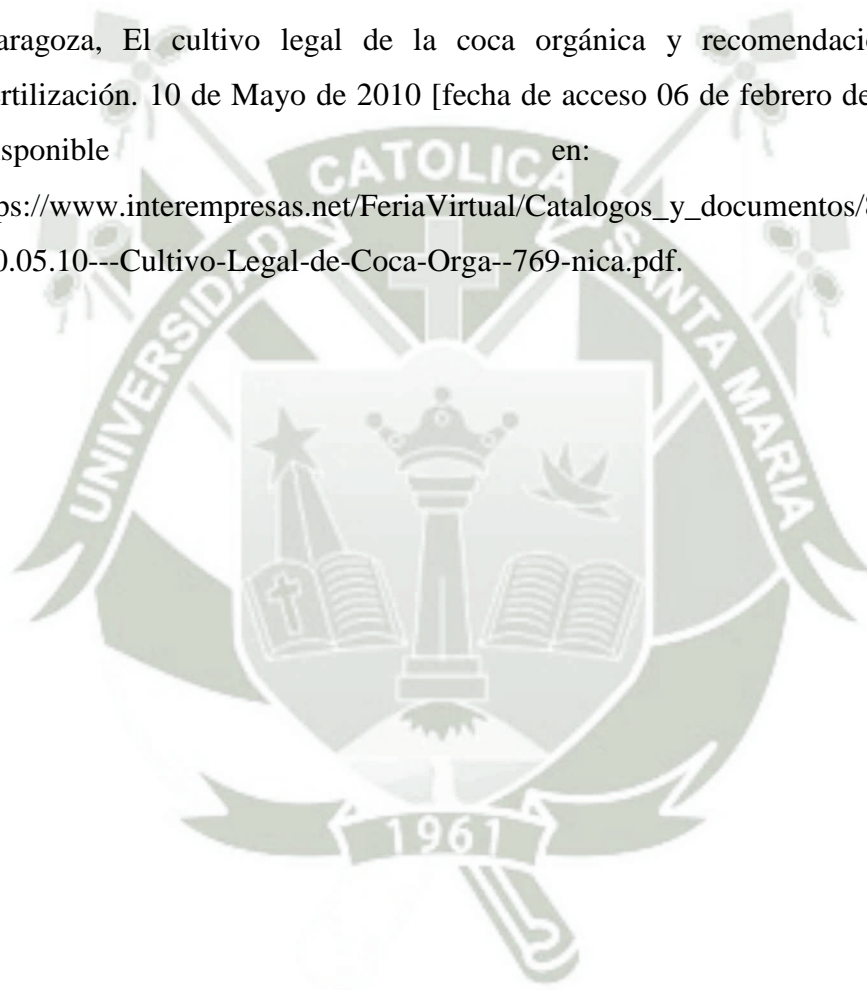 aragoza, El cultivo legal de la coca orgánica y recomendaci
rtilización. 10 de Mayo de 2010 [fecha de acceso 06 de febrero de
sponible en:
ps://www.interempresas.net/FeriaVirtual/Catalogos_y_documentos/
0.05.10---Cultivo-Legal-de-Coca-Orga--769-nica.pdf.
UNIVERSIDAD CATOLICA SANTA MARIA
1961